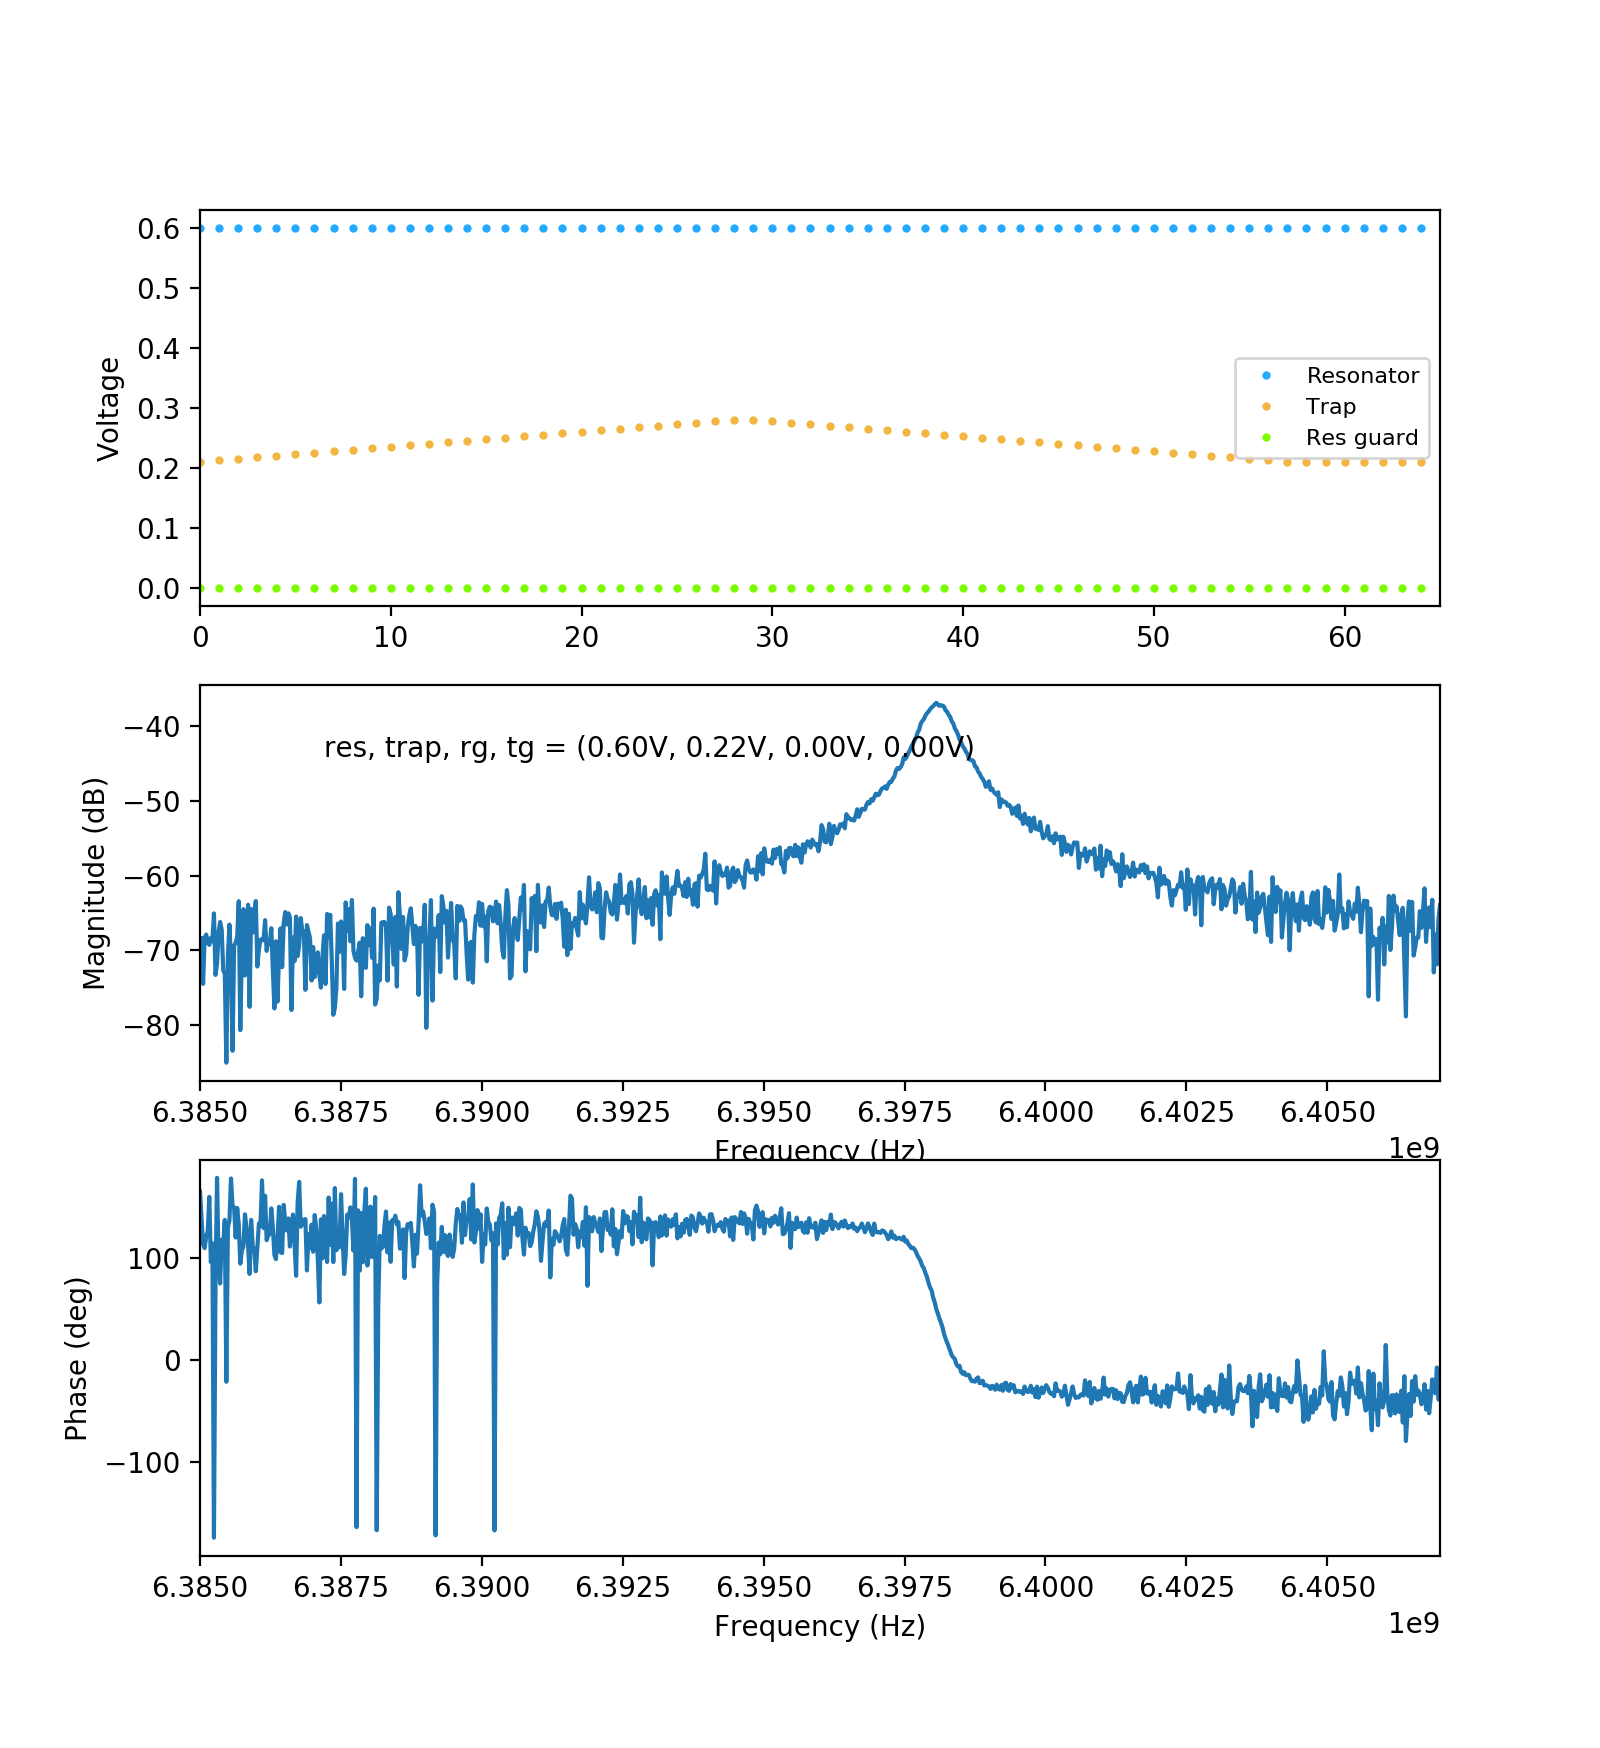 0.6
0.5
0.4
0.3
0.2
0.1
0.0
Voltage
Resonator
Trap
Res guard
0 10 20 30 40 50 60
−40
−50
−60
−70
−80
Magnitude (dB)
res, trap, rg, tg = (0.60V, 0.22V, 0.00V, 0.00V)
6.3850 6.3875 6.3900 6.3925 6.3950 6.3975 6.4000 6.4025 6.4050
Frequency (Hz)
1e9
100
0
−100
Phase (deg)
6.3850 6.3875 6.3900 6.3925 6.3950 6.3975 6.4000 6.4025 6.4050
Frequency (Hz)
1e9